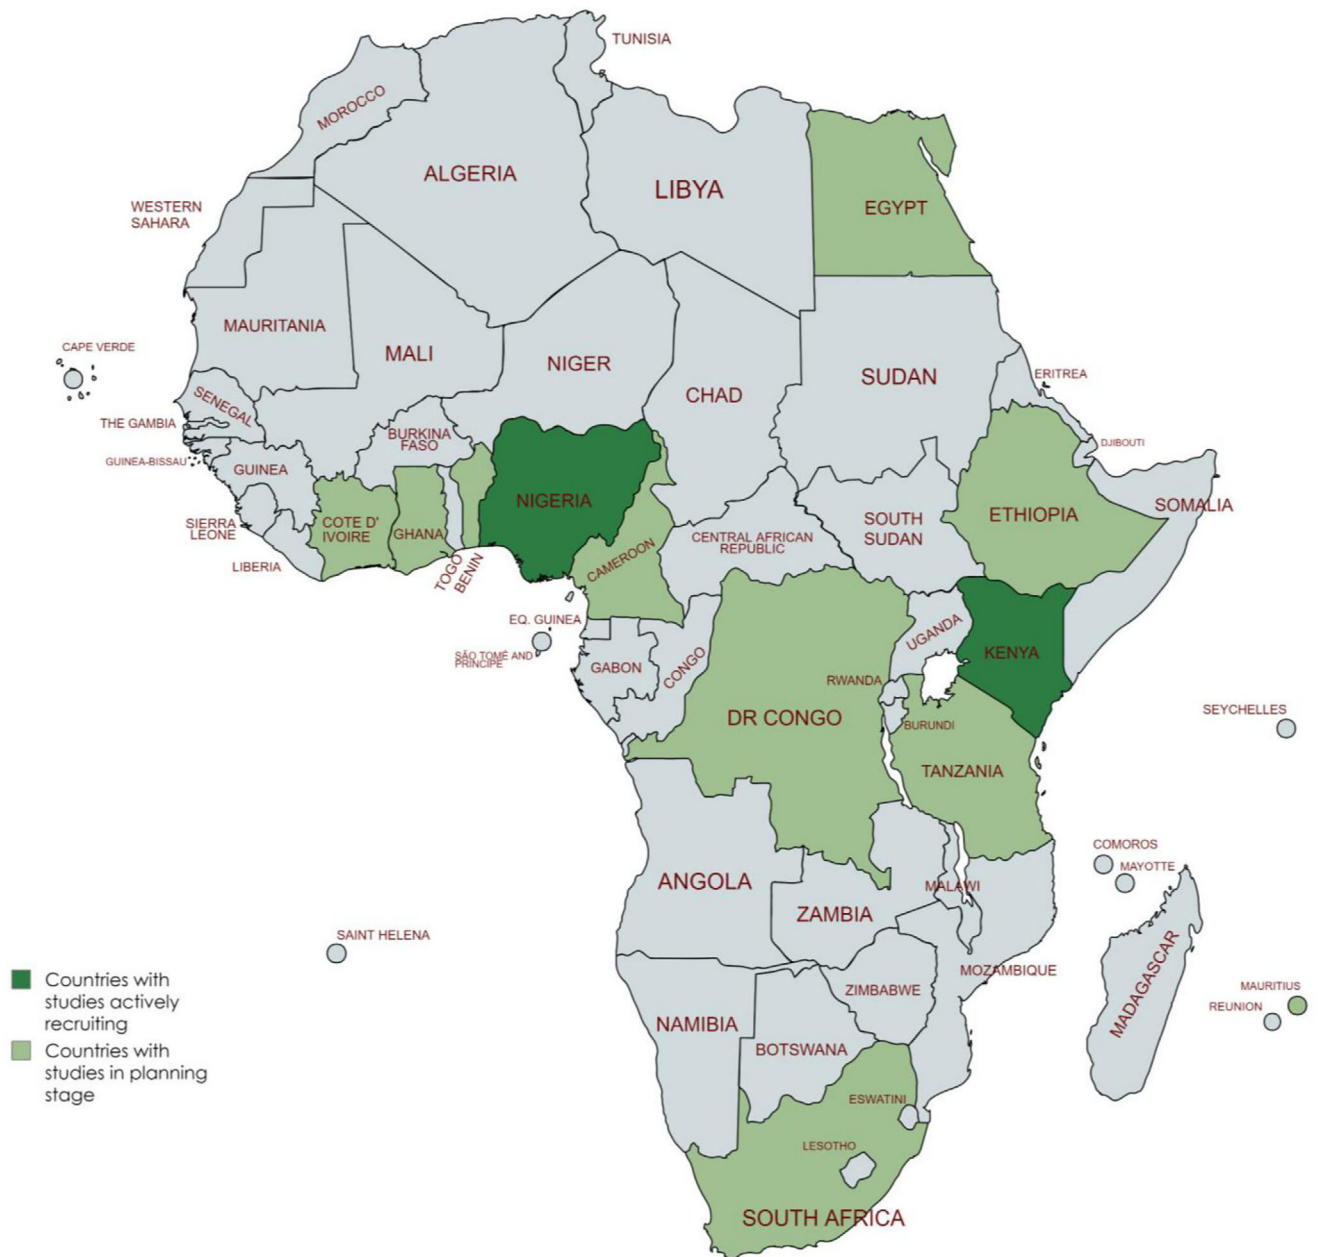 TUNISIA
MOROCCO
ALGERIA
LIBYA
EGYPT
WESTERN
SAHARA
MAURITANIA
MALI
NIGER
CHAD
SUDAN
ERITREA
CAPE VERDE
SENEGAL
THE GAMBIA
GUINEA-BISSAU
GUINEA
BURKINA
FASO
DJIBOUTI
SIERRA
LEONE
LIBERIA
COTE D'
IVOIRE
GHANA
TOGO
BENIN
NIGERIA
CAMEROON
CENTRAL AFRICAN
REPUBLIC
SOUTH
SUDAN
ETHIOPIA
SOMALIA
EQ. GUINEA
SÃO TOMÉ AND
PRINCIPE
GABON
CONGO
DR CONGO
UGANDA
KENYA
RWANDA
BURUNDI
TANZANIA
SEYCHELLES
COMOROS
MAYOTTE
ANGOLA
ZAMBIA
MALAWI
MOZAMBIQUE
SAINT HELENA
ZIMBABWE
MADAGASCAR
MAURITIUS
REUNION
NAMIBIA
BOTSWANA
ESWATINI
LESOTHO
SOUTH AFRICA
Countries with
studies actively
recruiting
Countries with
studies in planning
stage